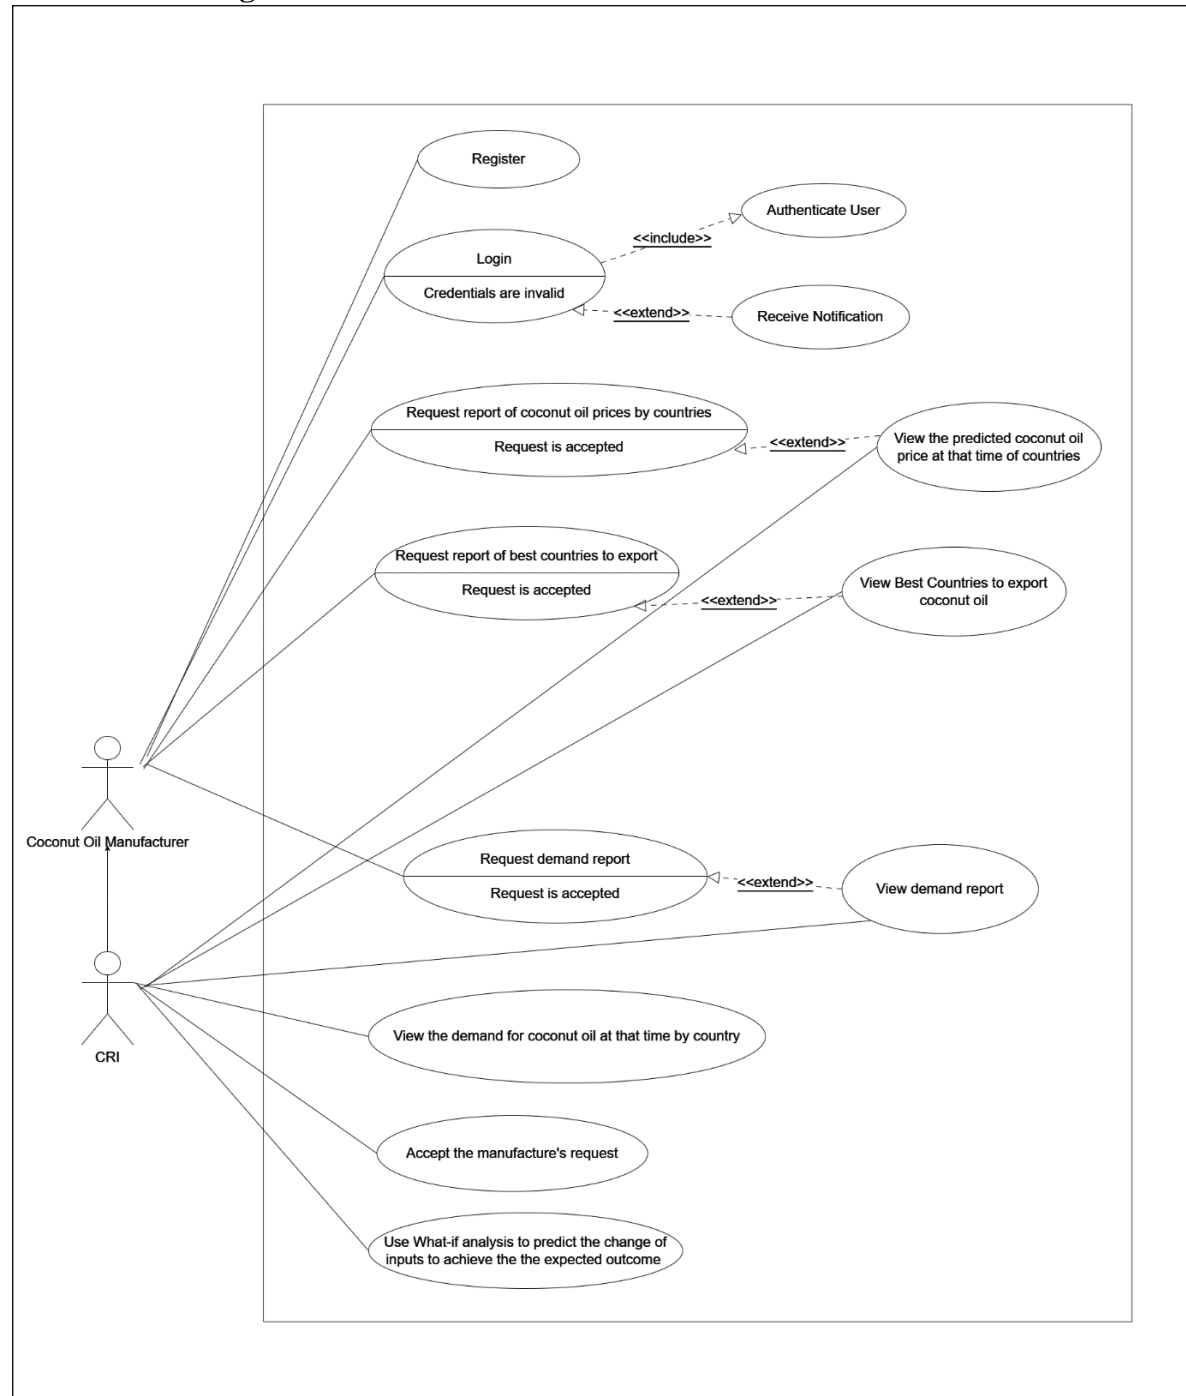 Register
Authenticate User
<<include>>
Login
Credentials are invalid
<<extend>>
Receive Notification
Request report of coconut oil prices by countries
Request is accepted
<<extend>>
View the predicted coconut oil
price at that time of countries
Request report of best countries to export
Request is accepted
<<extend>>
View Best Countries to export
coconut oil
Coconut Oil Manufacturer
Request demand report
Request is accepted
<<extend>>
View demand report
CRI
View the demand for coconut oil at that time by country
Accept the manufacture's request
Use What-if analysis to predict the change of
inputs to achieve the the expected outcome